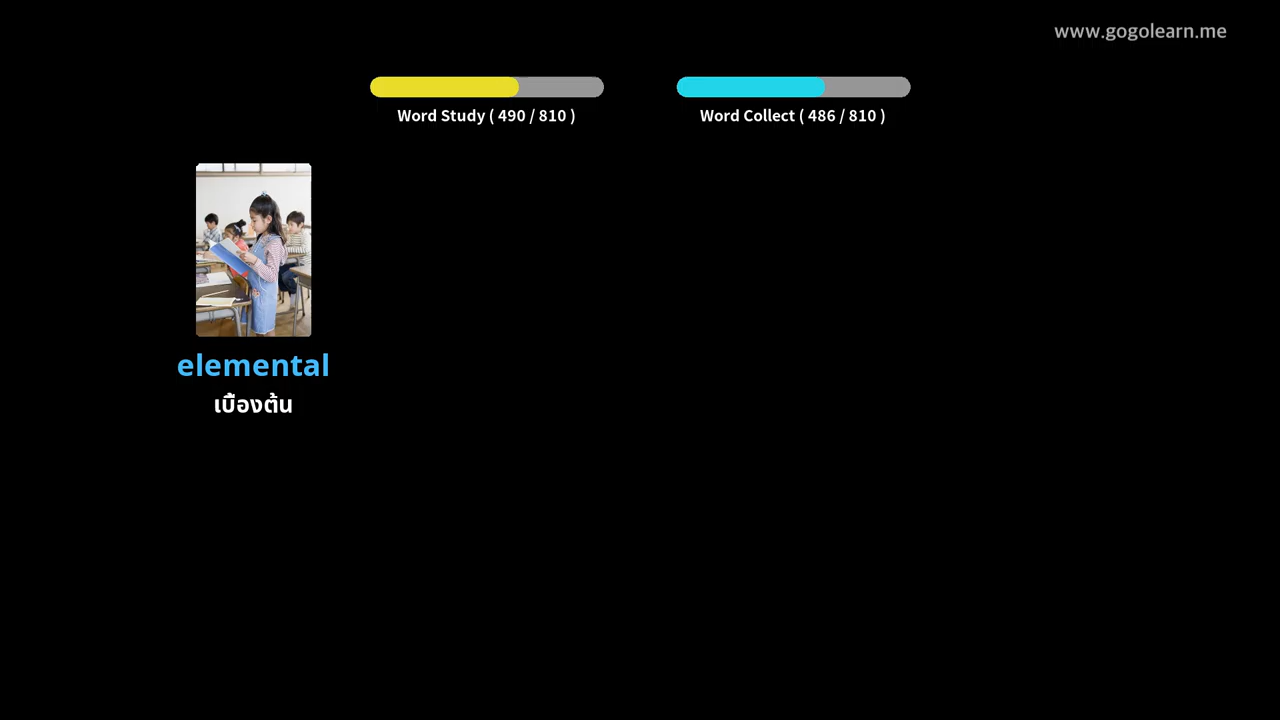 www.gogolearn.me
Word Study ( 490 / 810 )
Word Collect ( 486 / 810 )
elemental
เบื้องต้น